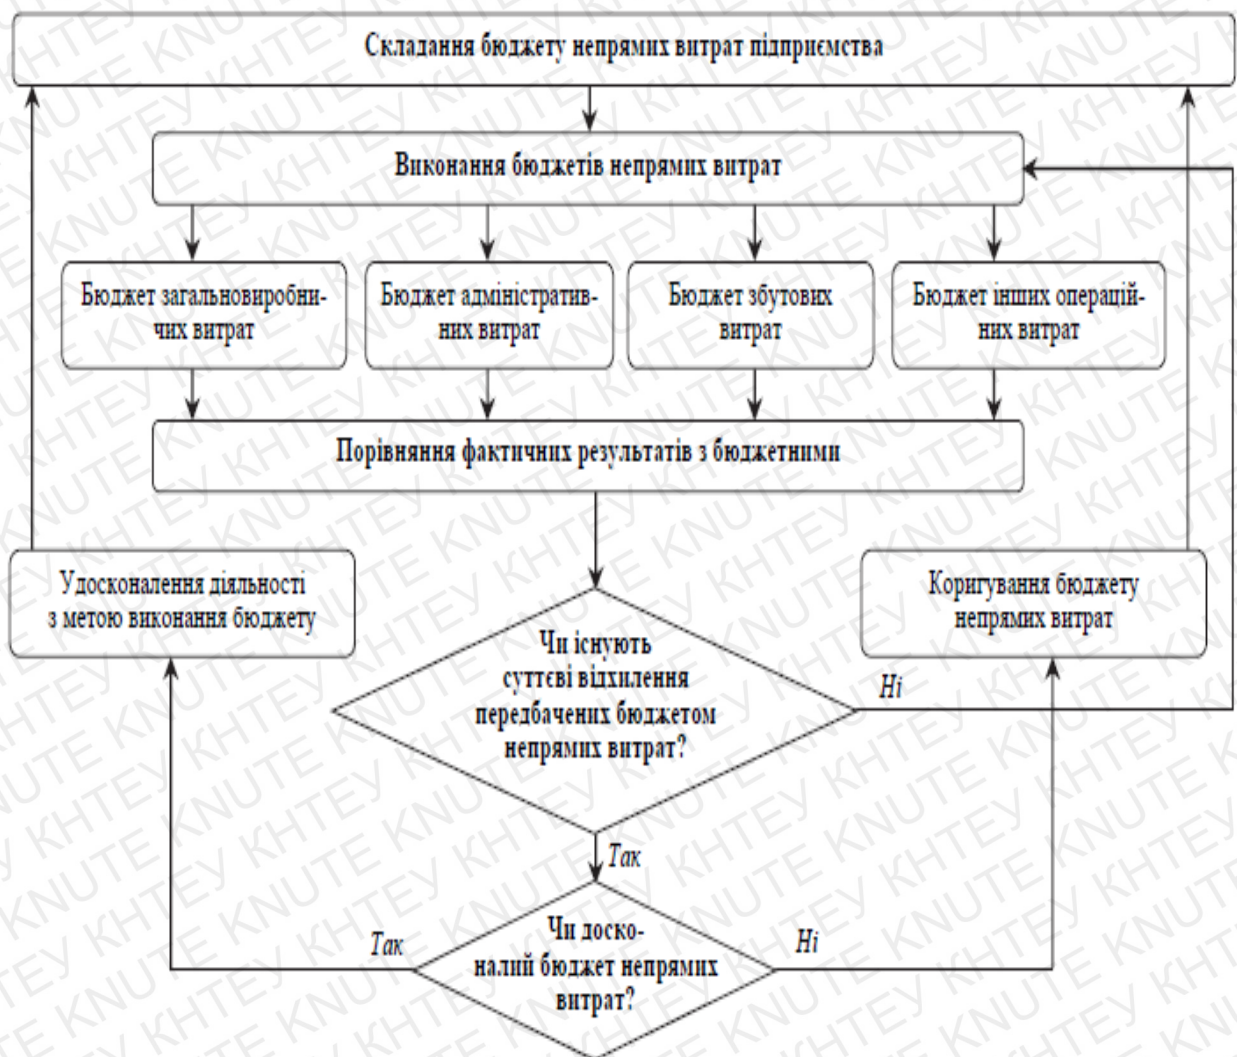 Складання бюджету непрямих витрат підприємства
Виконання бюджетів непрямих витрат
Бюджет загальновиробни-
чих витрат
Бюджет адміністратив-
них витрат
Бюджет збутових
витрат
Бюджет інших операцій-
них витрат
Порівняння фактичних результатів з бюджетними
Удосконалення діяльності
з метою виконання бюджету
Коригування бюджету
непрямих витрат
Чи існують
суттєві відхилення
передбачених бюджетом
непрямих витрат?
Ні
Так
Чи доско-
налий бюджет непрямих
витрат?
Так
Ні